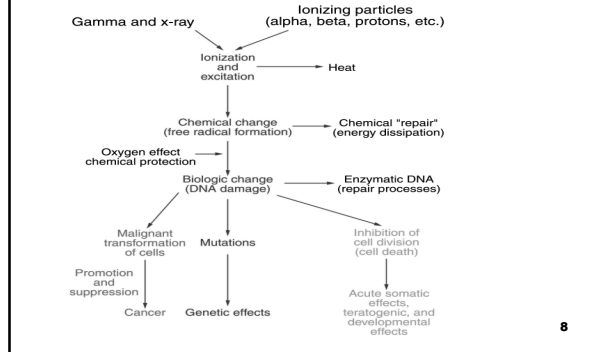 Gamma and x-ray
Ionizing particles
(alpha, beta, protons, etc.)
Ionization
and
excitation
Heat
Chemical change
(free radical formation)
Chemical "repair"
(energy dissipation)
Oxygen effect
chemical protection
Biologic change
(DNA damage)
Enzymatic DNA
(repair processes)
Malignant
transformation
of cells
Mutations
Inhibition of
cell division
(cell death)
Promotion
and
suppression
Cancer
Genetic effects
Acute somatic
effects,
teratogenic, and
developmental
effects
8